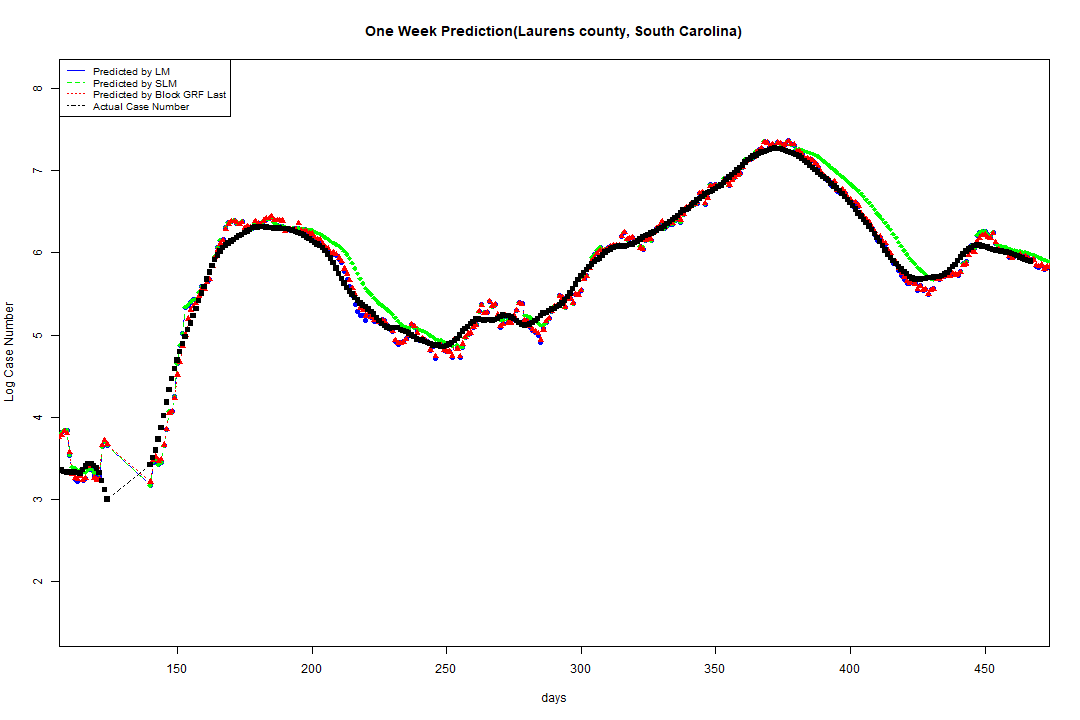 One Week Prediction(Laurens county, South Carolina)
Predicted by LM
Predicted by SLM
Predicted by Block GRF Last
Actual Case Number
8
7
6
5
4
3
2
Log Case Number
150 200 250 300 350 400 450
days